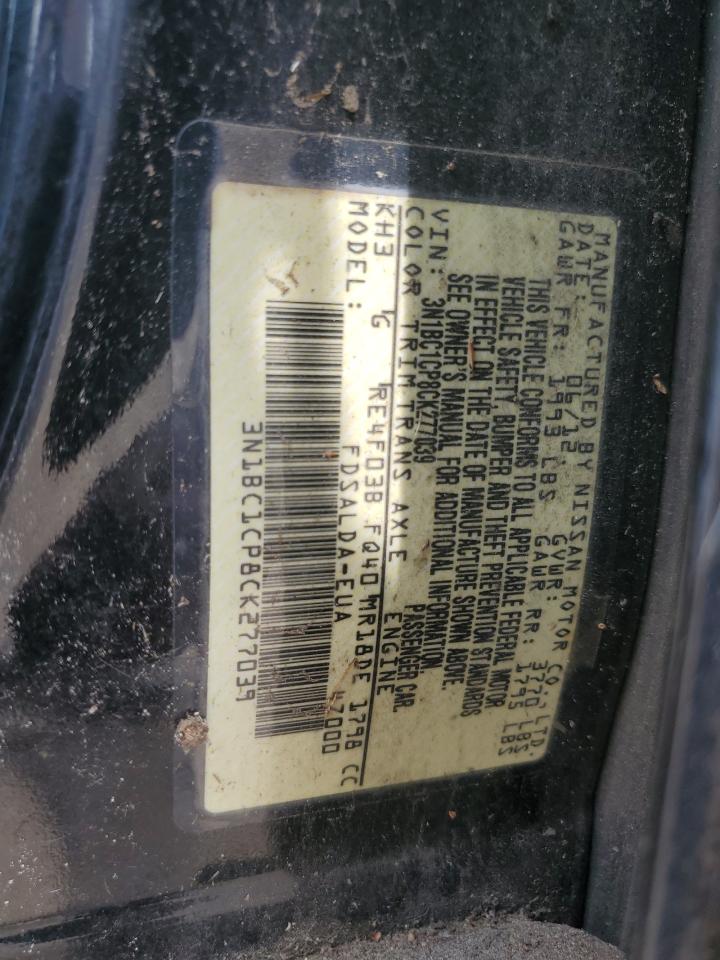 MANUFACTURED BY NISSAN MOTOR CO., LTD.
DATE: 06/12 GVWR: 3770 LBS
GAWR FR: 1993 LBS GAWR RR: 1795 LBS
THIS VEHICLE CONFORMS TO ALL APPLICABLE FEDERAL MOTOR
VEHICLE SAFETY, BUMPER AND THEFT PREVENTION STANDARDS
IN EFFECT ON THE DATE OF MANUFACTURE SHOWN ABOVE.
SEE OWNER'S MANUAL FOR ADDITIONAL INFORMATION.
VIN: 3N1BC1CP8CK277039 PASSENGER CAR.
COLOR TRIM TRANS AXLE ENGINE
KH3 G RE4F03B FQ40 MR18DE 1798 CC
MODEL: FDSALDA-EUA 47000
3N1BC1CP8CK277039